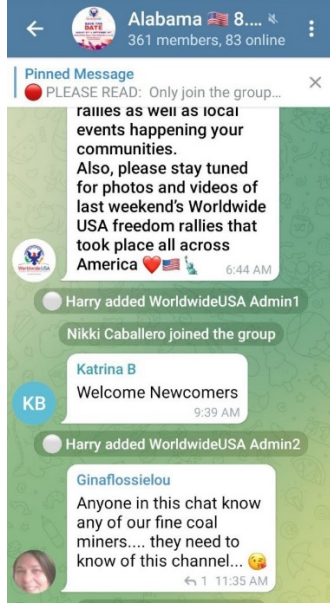 Alabama 🇺🇸 8....
361 members, 83 online
Pinned Message
🔴 PLEASE READ: Only join the group...
rallies as well as local
events happening your
communities.
Also, please stay tuned
for photos and videos of
last weekend's Worldwide
USA freedom rallies that
took place all across
America ❤️🇺🇸🗽
6:44 AM
Harry added WorldwideUSA Admin1
Nikki Caballero joined the group
Katrina B
KB
Welcome Newcomers
9:39 AM
Harry added WorldwideUSA Admin2
Ginaflossielou
Anyone in this chat know
any of our fine coal
miners.... they need to
know of this channel... 😘
1 11:35 AM